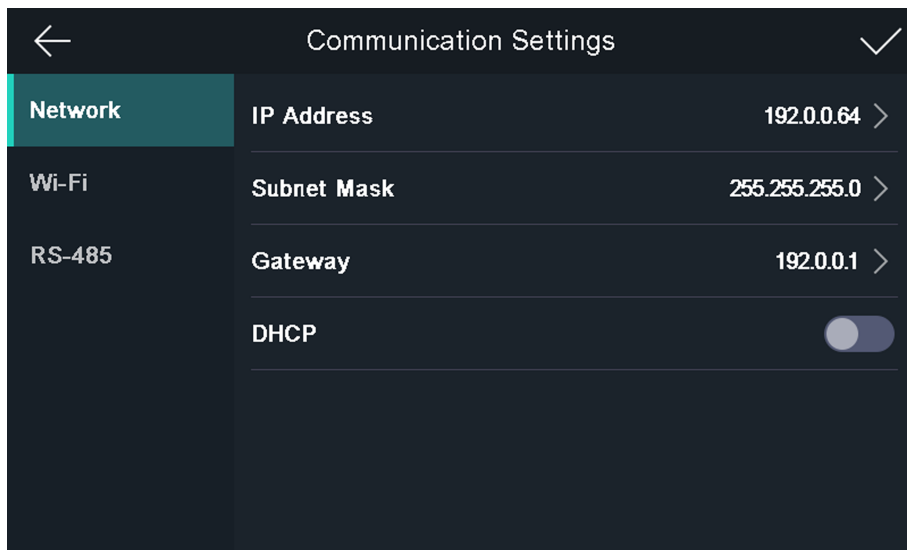 Communication Settings
Network
Wi-Fi
RS-485
IP Address 192.0.0.64
Subnet Mask 255.255.255.0
Gateway 192.0.0.1
DHCP